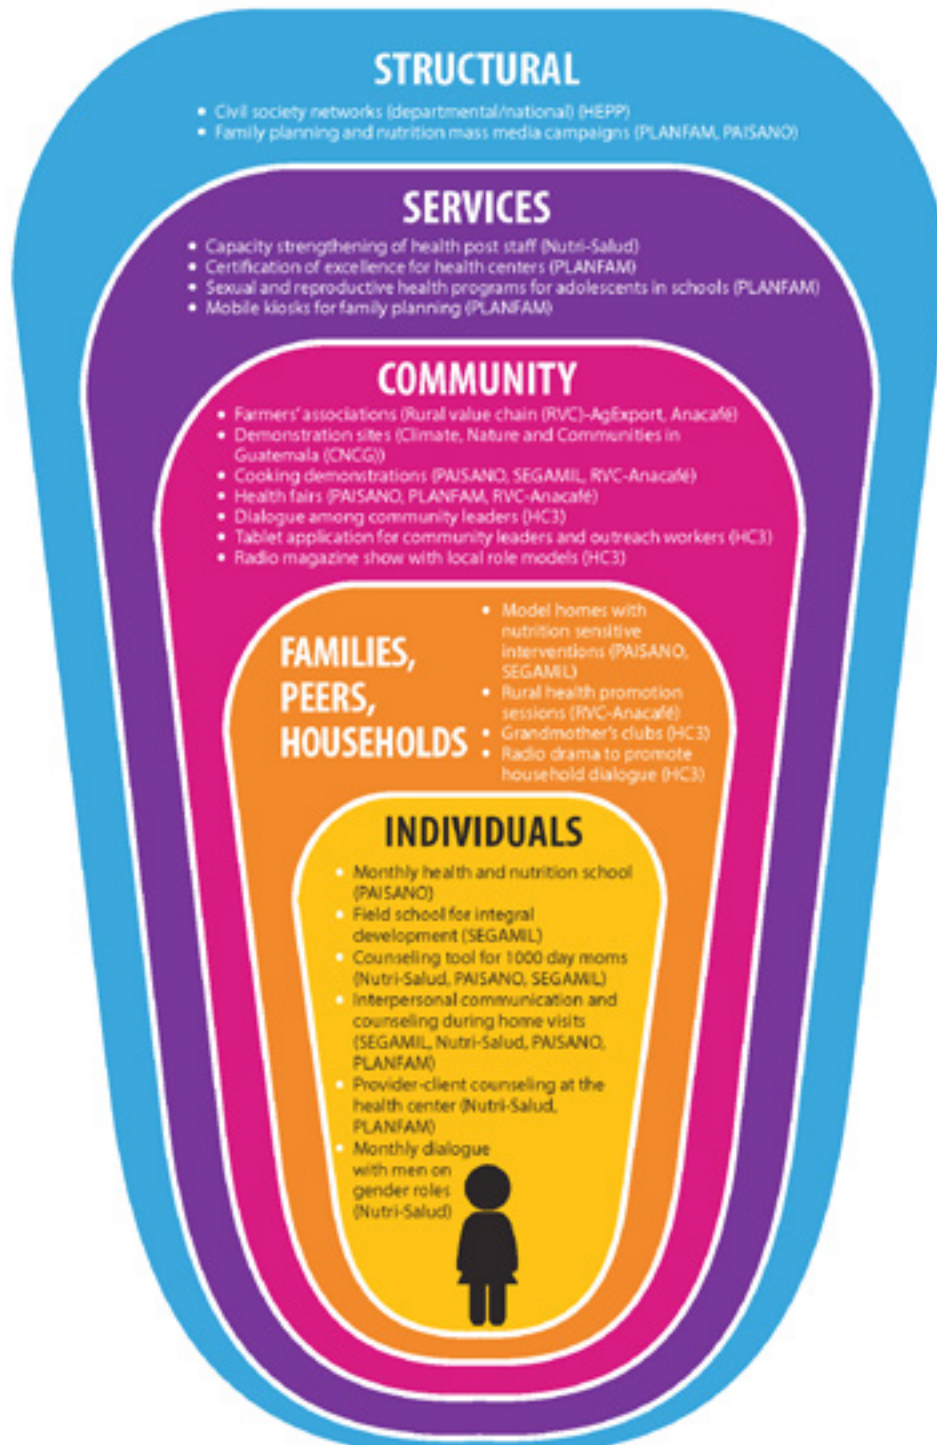 STRUCTURAL
• Civil society networks (departmental/national) (HEPP)
• Family planning and nutrition mass media campaigns (PLANFAM, PAISANO)
SERVICES
• Capacity strengthening of health post staff (Nutri-Salud)
• Certification of excellence for health centers (PLANFAM)
• Sexual and reproductive health programs for adolescents in schools (PLANFAM)
• Mobile kiosks for family planning (PLANFAM)
COMMUNITY
• Farmers' associations (Rural value chain (RVC)-AgExport, Anacafé)
• Demonstration sites (Climate, Nature and Communities in
Guatemala (CNCG))
• Cooking demonstrations (PAISANO, SEGAMIL, RVC-Anacafé)
• Health fairs (PAISANO, PLANFAM, RVC-Anacafé)
• Dialogue among community leaders (HC3)
• Tablet application for community leaders and outreach workers (HC3)
• Radio magazine show with local role models (HC3)
FAMILIES,
PEERS,
HOUSEHOLDS
• Model homes with
nutrition sensitive
interventions (PAISANO,
SEGAMIL)
• Rural health promotion
sessions (RVC-Anacafé)
• Grandmother's clubs (HC3)
• Radio drama to promote
household dialogue (HC3)
INDIVIDUALS
• Monthly health and nutrition school
(PAISANO)
• Field school for integral
development (SEGAMIL)
• Counseling tool for 1000 day moms
(Nutri-Salud, PAISANO, SEGAMIL)
• Interpersonal communication and
counseling during home visits
(SEGAMIL, Nutri-Salud, PAISANO,
PLANFAM)
• Provider-client counseling at the
health center (Nutri-Salud,
PLANFAM)
• Monthly dialogue
with men on
gender roles
(Nutri-Salud)